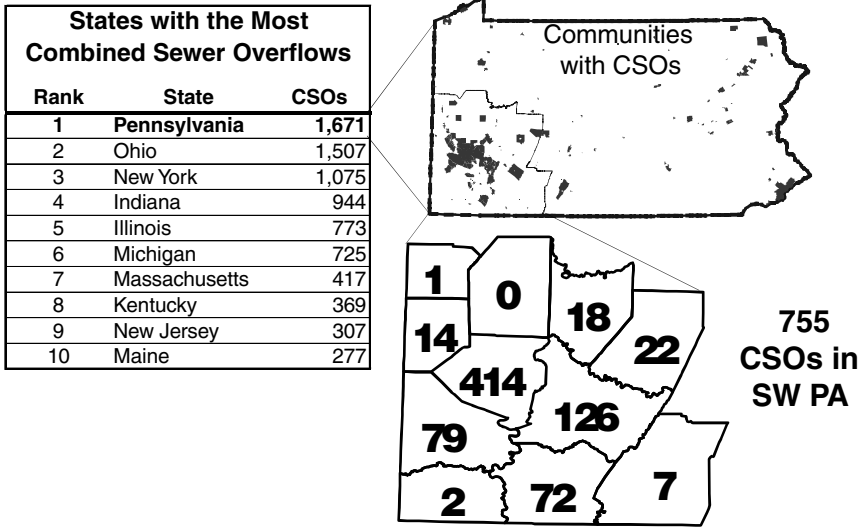 States with the Most
Combined Sewer Overflows
Rank State CSOs
1 Pennsylvania 1,671
2 Ohio 1,507
3 New York 1,075
4 Indiana 944
5 Illinois 773
6 Michigan 725
7 Massachusetts 417
8 Kentucky 369
9 New Jersey 307
10 Maine 277
Communities
with CSOs
1
0
18
14
22
414
126
79
2
72
7
755
CSOs in
SW PA